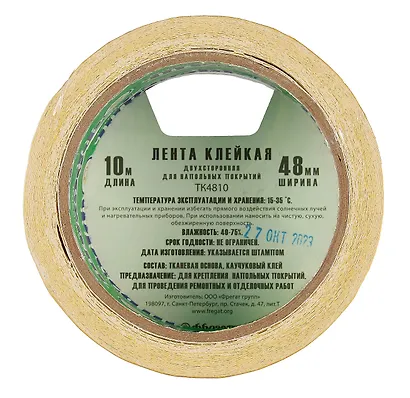 ЛЕНТА КЛЕЙКАЯ
ДВУХСТОРОННЯЯ
ДЛЯ НАПОЛЬНЫХ ПОКРЫТИЙ
ТК4810
10м
ДЛИНА
48мм
ШИРИНА
ТЕМПЕРАТУРА ЭКСПЛУАТАЦИИ И ХРАНЕНИЯ: 15-35˚С.
При эксплуатации и хранении избегать прямого воздействия солнечных лучей
и нагревательных приборов. При использовании наносить на чистую, сухую,
обезжиренную поверхность.
ВЛАЖНОСТЬ: 40-75%
СРОК ГОДНОСТИ: НЕ ОГРАНИЧЕН.
ДАТА ИЗГОТОВЛЕНИЯ: УКАЗЫВАЕТСЯ ШТАМПОМ
27 ОКТ 2023
СОСТАВ: ТКАНЕВАЯ ОСНОВА, КАУЧУКОВЫЙ КЛЕЙ
ПРЕДНАЗНАЧЕНИЕ: ДЛЯ КРЕПЛЕНИЯ НАПОЛЬНЫХ ПОКРЫТИЙ,
ДЛЯ ПРОВЕДЕНИЯ РЕМОНТНЫХ И ОТДЕЛОЧНЫХ РАБОТ
Изготовитель: ООО «Фрегат групп»
198097, г. Санкт-Петербург, пр. Стачек, д. 47. лит.Т
www.fregat.org